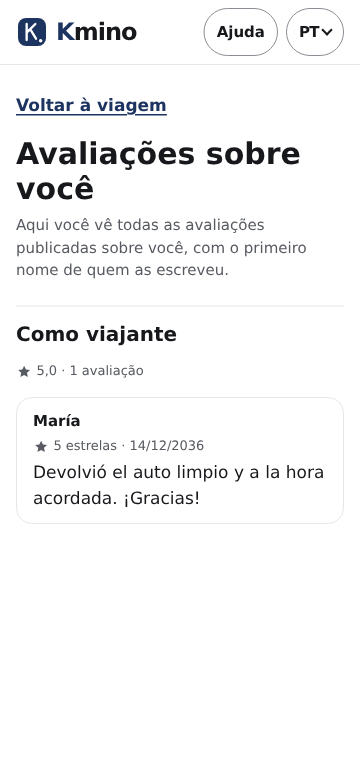 K. Kmino
Ajuda
PT
Voltar à viagem
Avaliações sobre
você
Aqui você vê todas as avaliações
publicadas sobre você, com o primeiro
nome de quem as escreveu.
Como viajante
★ 5,0 · 1 avaliação
María
★ 5 estrelas · 14/12/2036
Devolvió el auto limpio y a la hora
acordada. ¡Gracias!